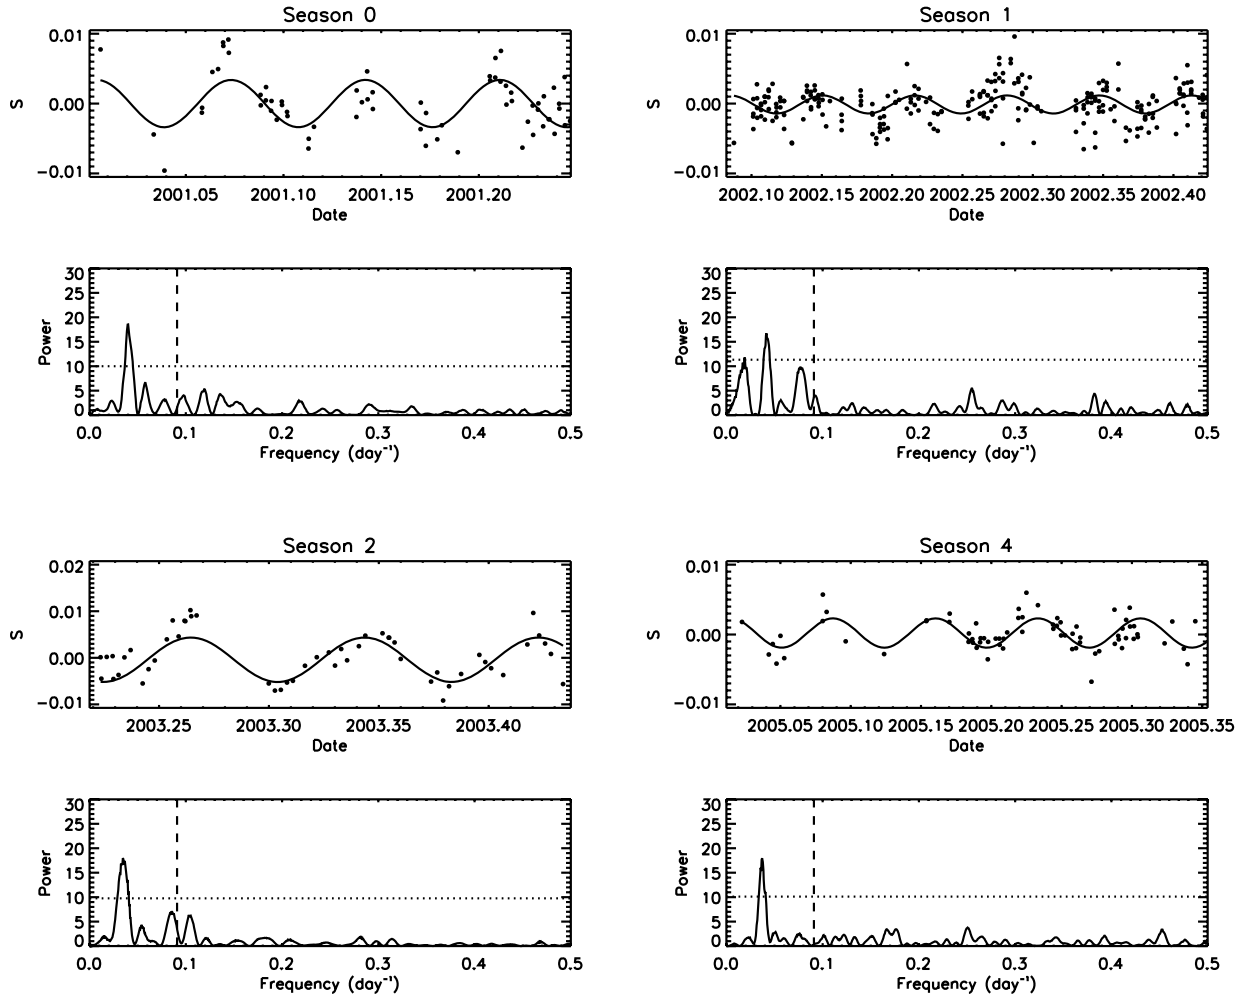 Season 0
0.01
0.00
-0.01
S
2001.05 2001.10 2001.15 2001.20
Date
Season 1
0.01
0.00
-0.01
S
2002.10 2002.15 2002.20 2002.25 2002.30 2002.35 2002.40
Date
30
25
20
15
10
5
0
Power
0.0 0.1 0.2 0.3 0.4 0.5
Frequency (day⁻¹)
30
25
20
15
10
5
0
Power
0.0 0.1 0.2 0.3 0.4 0.5
Frequency (day⁻¹)
Season 2
0.02
0.01
0.00
-0.01
S
2003.25 2003.30 2003.35 2003.40
Date
Season 4
0.01
0.00
-0.01
S
2005.05 2005.10 2005.15 2005.20 2005.25 2005.30 2005.35
Date
30
25
20
15
10
5
0
Power
0.0 0.1 0.2 0.3 0.4 0.5
Frequency (day⁻¹)
30
25
20
15
10
5
0
Power
0.0 0.1 0.2 0.3 0.4 0.5
Frequency (day⁻¹)